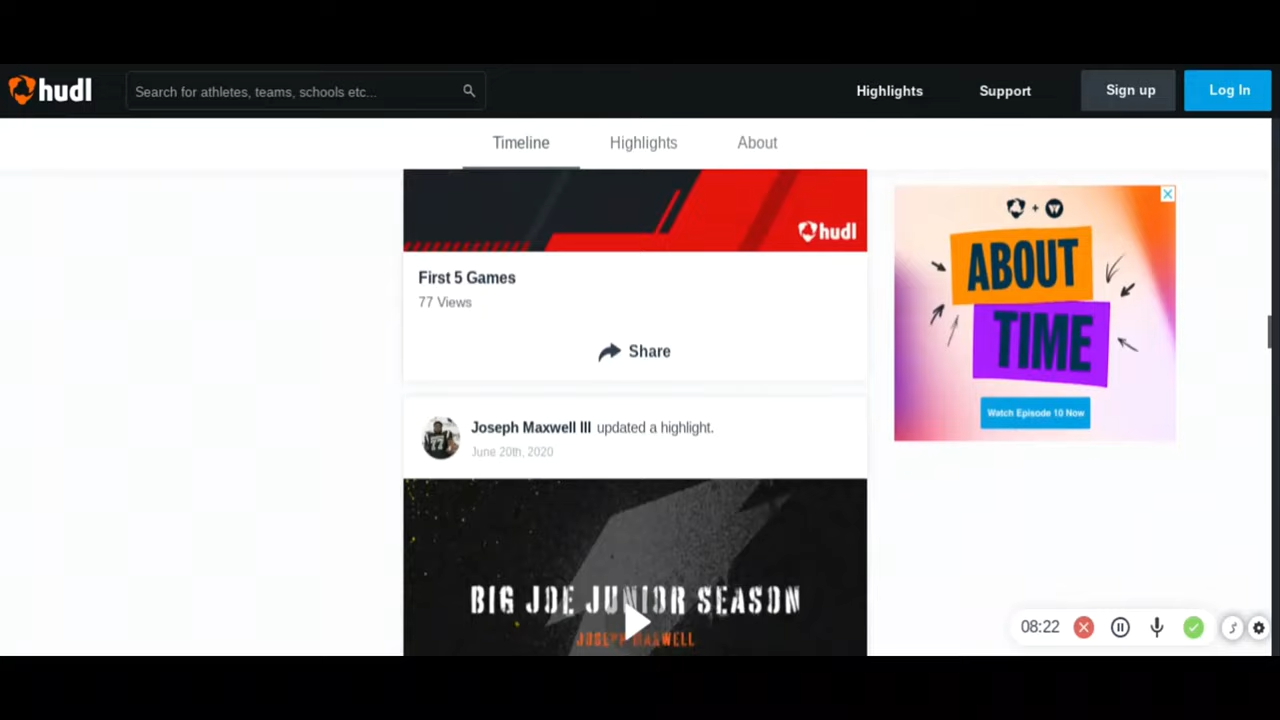 hudl
Search for athletes, teams, schools etc...
Highlights
Support
Sign up
Log In
Timeline
Highlights
About
hudl
First 5 Games
77 Views
Share
Joseph Maxwell III updated a highlight.
June 20th, 2020
BIG JOE JUNIOR SEASON
JOSEPH MAXWELL
ABOUT
TIME
Watch Episode 10 Now
08:22